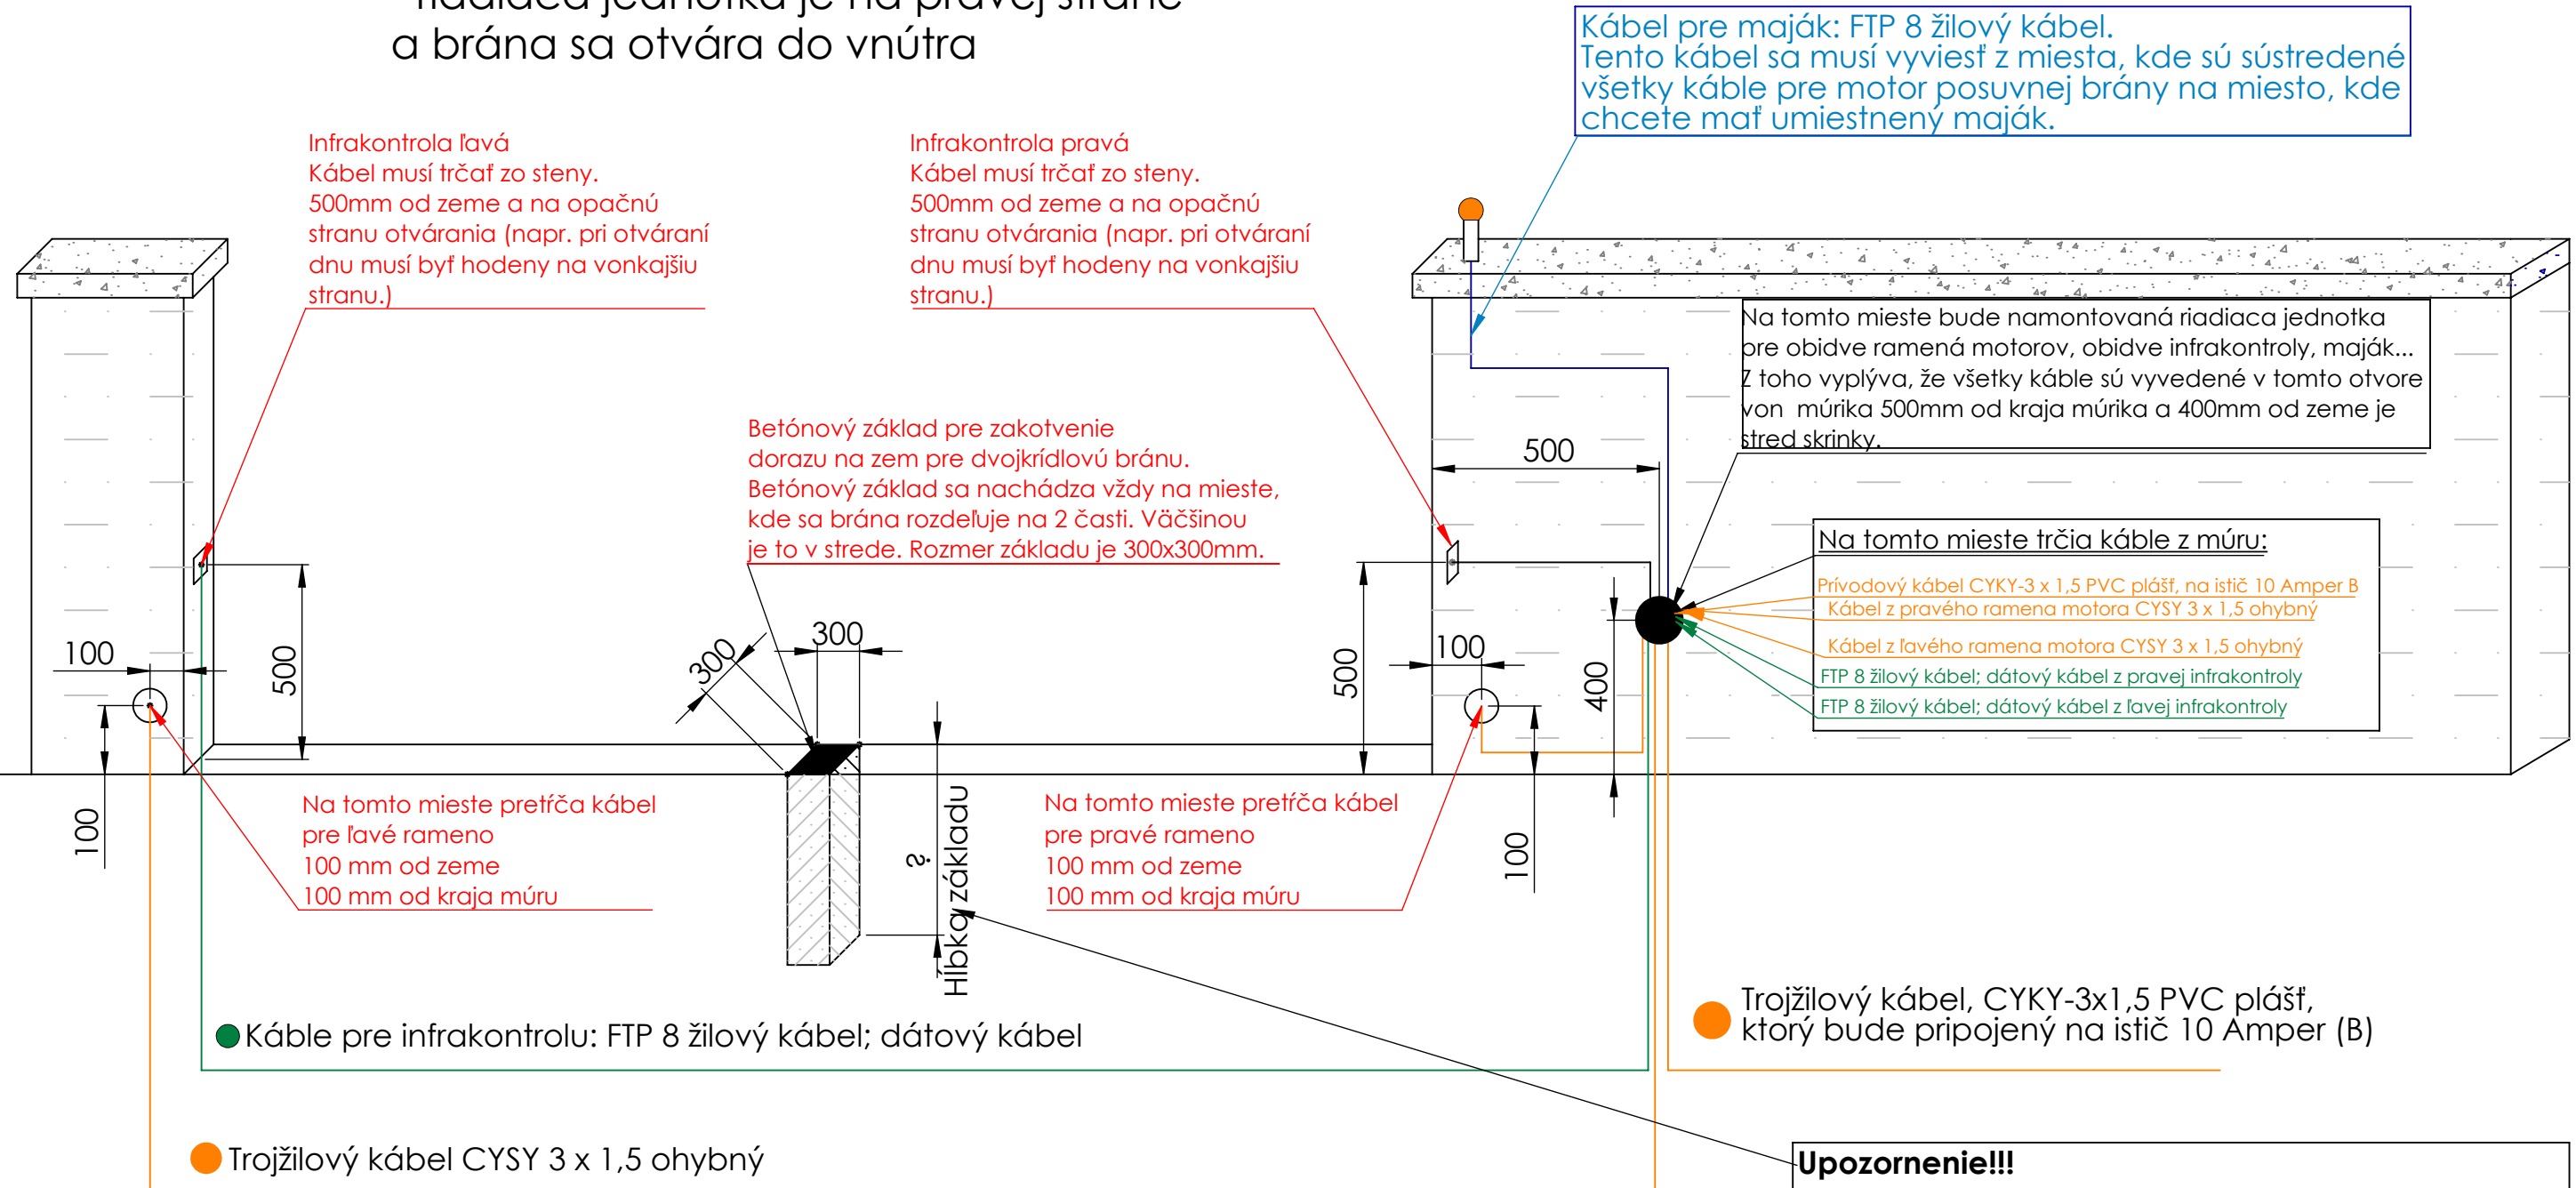 riadiaca jednotka je na pravej strane
a brána sa otvára do vnútra
Kábel pre maják: FTP 8 žilový kábel.
Tento kábel sa musí vyviesť z miesta, kde sú sústredené
všetky káble pre motor posuvnej brány na miesto, kde
chcete mať umiestnený maják.
Infrakontrola ľavá
Kábel musí trčať zo steny.
500mm od zeme a na opačnú
stranu otvárania (napr. pri otváraní
dnu musí byť hodeny na vonkajšiu
stranu.)
Infrakontrola pravá
Kábel musí trčať zo steny.
500mm od zeme a na opačnú
stranu otvárania (napr. pri otváraní
dnu musí byť hodeny na vonkajšiu
stranu.)
Na tomto mieste bude namontovaná riadiaca jednotka
pre obidve ramená motorov, obidve infrakontroly, maják...
Z toho vyplýva, že všetky káble sú vyvedené v tomto otvore
von  múrika 500mm od kraja múrika a 400mm od zeme je
stred skrinky.
Betónový základ pre zakotvenie
dorazu na zem pre dvojkrídlovú bránu.
Betónový základ sa nachádza vždy na mieste,
kde sa brána rozdeľuje na 2 časti. Väčšinou
je to v strede. Rozmer základu je 300x300mm.
500
Na tomto mieste trčia káble z múru:
Prívodový kábel CYKY-3 x 1,5 PVC plášť, na istič 10 Amper B
Kábel z pravého ramena motora CYSY 3 x 1,5 ohybný
Kábel z ľavého ramena motora CYSY 3 x 1,5 ohybný
FTP 8 žilový kábel; dátový kábel z pravej infrakontroly
FTP 8 žilový kábel; dátový kábel z ľavej infrakontroly
100
500
300
300
500
100
400
100
Na tomto mieste pretŕča kábel
pre ľavé rameno
100 mm od zeme
100 mm od kraja múru
?
Hĺbka základu
Na tomto mieste pretŕča kábel
pre pravé rameno
100 mm od zeme
100 mm od kraja múru
100
Káble pre infrakontrolu: FTP 8 žilový kábel; dátový kábel
Trojžilový kábel, CYKY-3x1,5 PVC plášť,
ktorý bude pripojený na istič 10 Amper (B)
Trojžilový kábel CYSY 3 x 1,5 ohybný
Upozornenie!!!